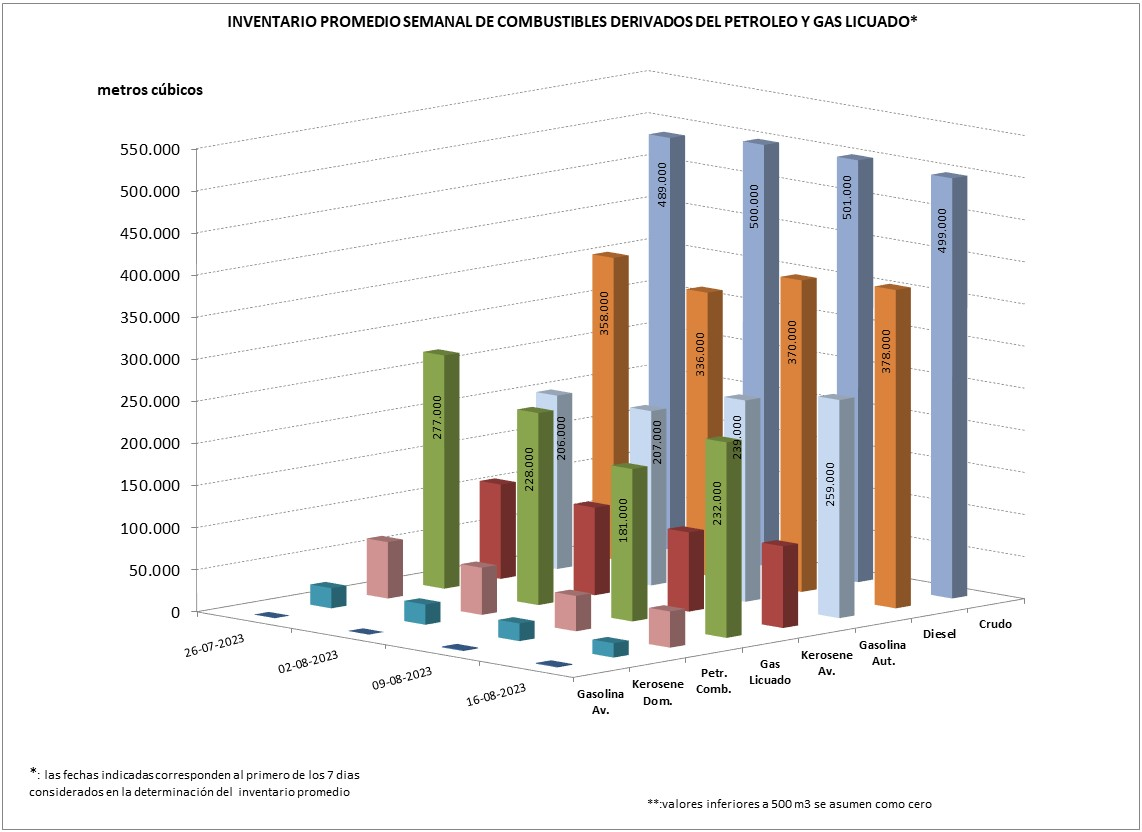 INVENTARIO PROMEDIO SEMANAL DE COMBUSTIBLES DERIVADOS DEL PETROLEO Y GAS LICUADO*
metros cúbicos
550.000
500.000
450.000
400.000
350.000
300.000
250.000
200.000
150.000
100.000
50.000
0
489.000
500.000
501.000
499.000
358.000
336.000
370.000
378.000
206.000
207.000
239.000
259.000
277.000
228.000
181.000
232.000
26-07-2023
02-08-2023
09-08-2023
16-08-2023
Gasolina
Av.
Kerosene
Dom.
Petr.
Comb.
Gas
Licuado
Kerosene
Av.
Gasolina
Aut.
Diesel
Crudo
*: las fechas indicadas corresponden al primero de los 7 dias
considerados en la determinación del inventario promedio
**:valores inferiores a 500 m3 se asumen como cero